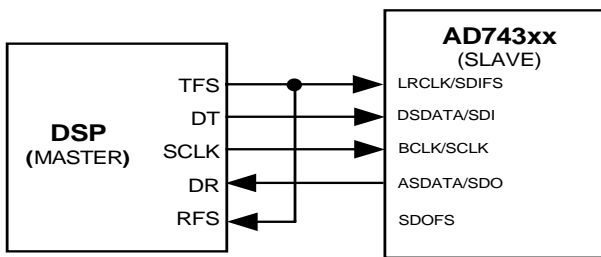 AD743xx
(SLAVE)
TFS LRCLK/SDIFS
DT DSDATA/SDI
DSP
(MASTER)
SCLK BCLK/SCLK
DR ASDATA/SDO
RFS SDOFS